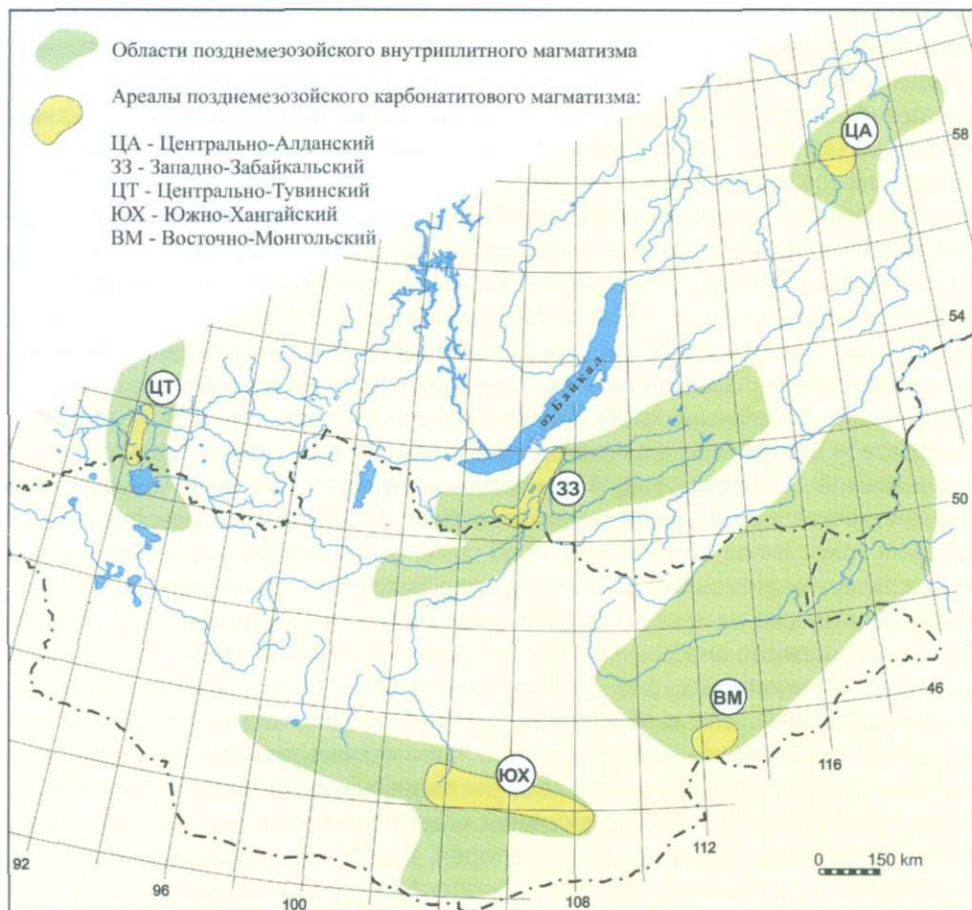 Области позднемезозойского внутриплитного магматизма
Ареалы позднемезозойского карбонатитового магматизма:
ЦА - Центрально-Алданский
ЗЗ - Западно-Забайкальский
ЦТ - Центрально-Тувинский
ЮХ - Южно-Хангайский
ВМ - Восточно-Монгольский
ЦА
58
54
ЦТ
оз. Байкал
ЗЗ
50
ВМ
46
ЮХ
116
112
0 150 km
92
96
100
108